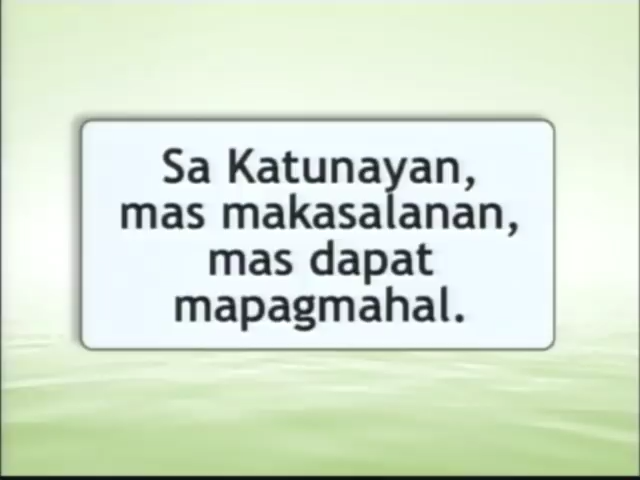 Sa Katunayan,
mas makasalanan,
mas dapat
mapagmahal.